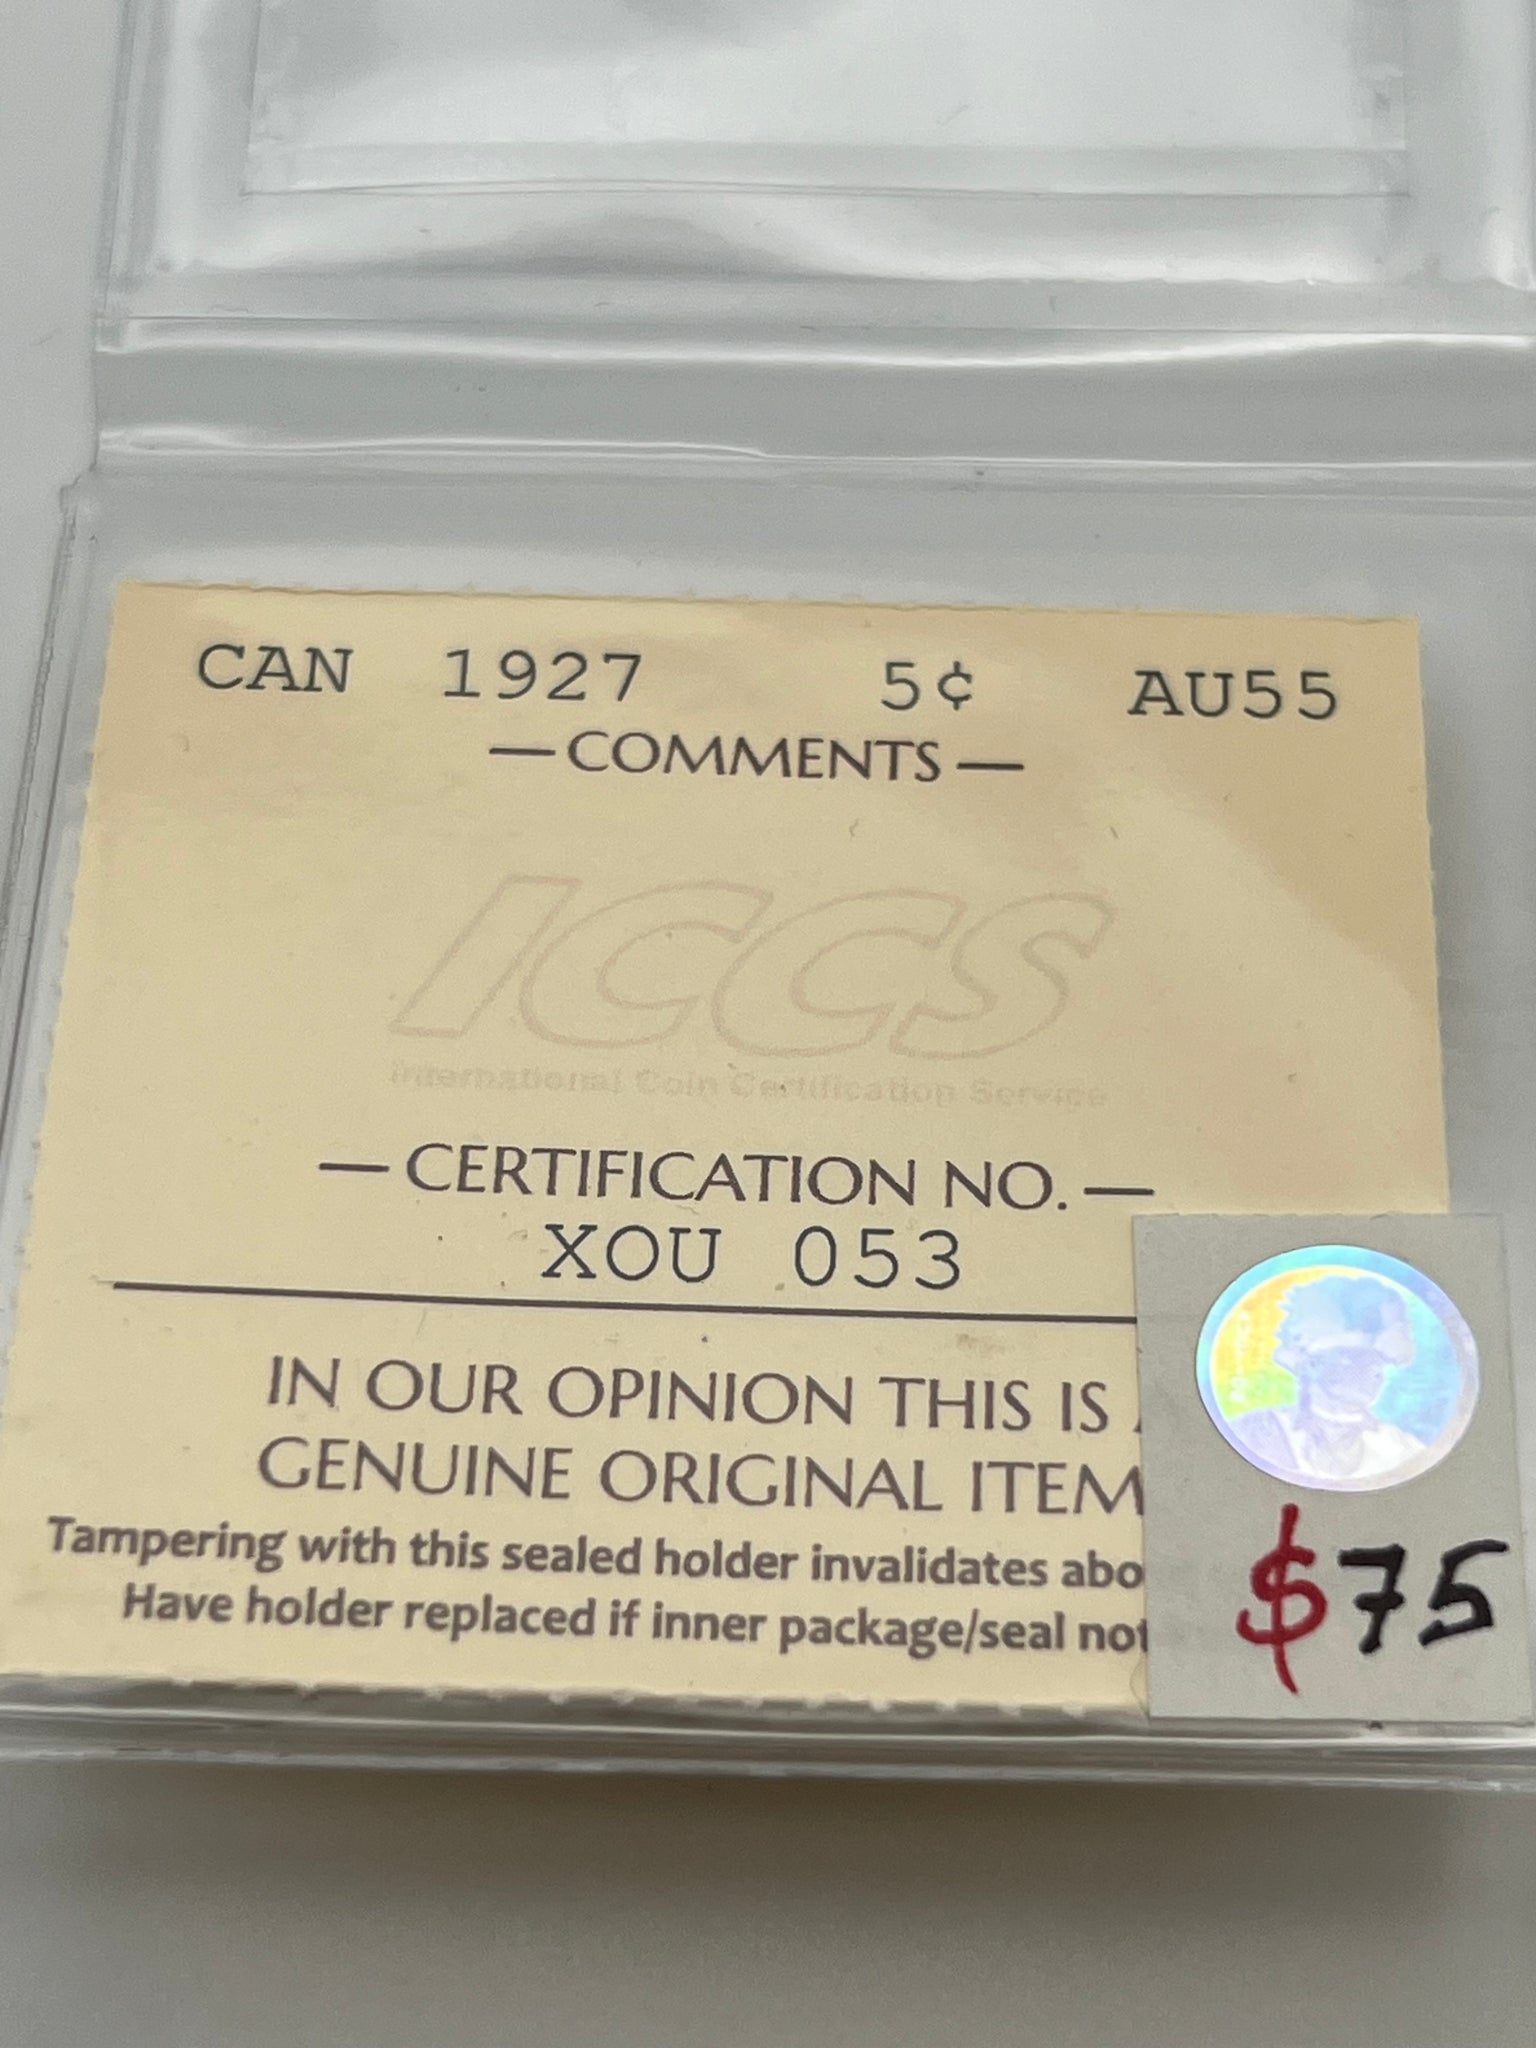 CAN 1927 5¢ AU55
—COMMENTS—
ICCS
International Coin Certification Service
—CERTIFICATION NO.—
XOU 053
IN OUR OPINION THIS IS
GENUINE ORIGINAL ITEM
Tampering with this sealed holder invalidates abo
Have holder replaced if inner package/seal not
$75